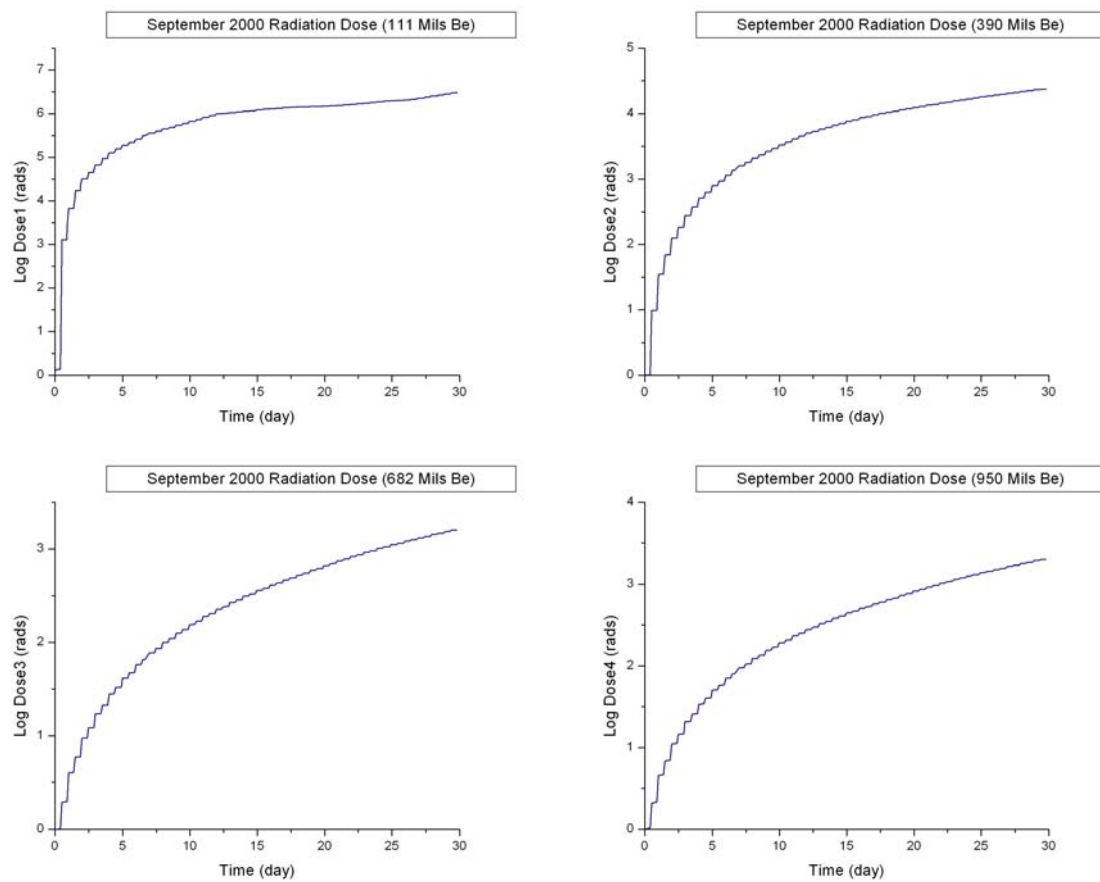 September 2000 Radiation Dose (111 Mils Be)
7
6
5
4
3
2
1
0
Log Dose1 (rads)
0 5 10 15 20 25 30
Time (day)
September 2000 Radiation Dose (390 Mils Be)
5
4
3
2
1
0
Log Dose2 (rads)
0 5 10 15 20 25 30
Time (day)
September 2000 Radiation Dose (682 Mils Be)
3
2
1
0
Log Dose3 (rads)
0 5 10 15 20 25 30
Time (day)
September 2000 Radiation Dose (950 Mils Be)
4
3
2
1
0
Log Dose4 (rads)
0 5 10 15 20 25 30
Time (day)